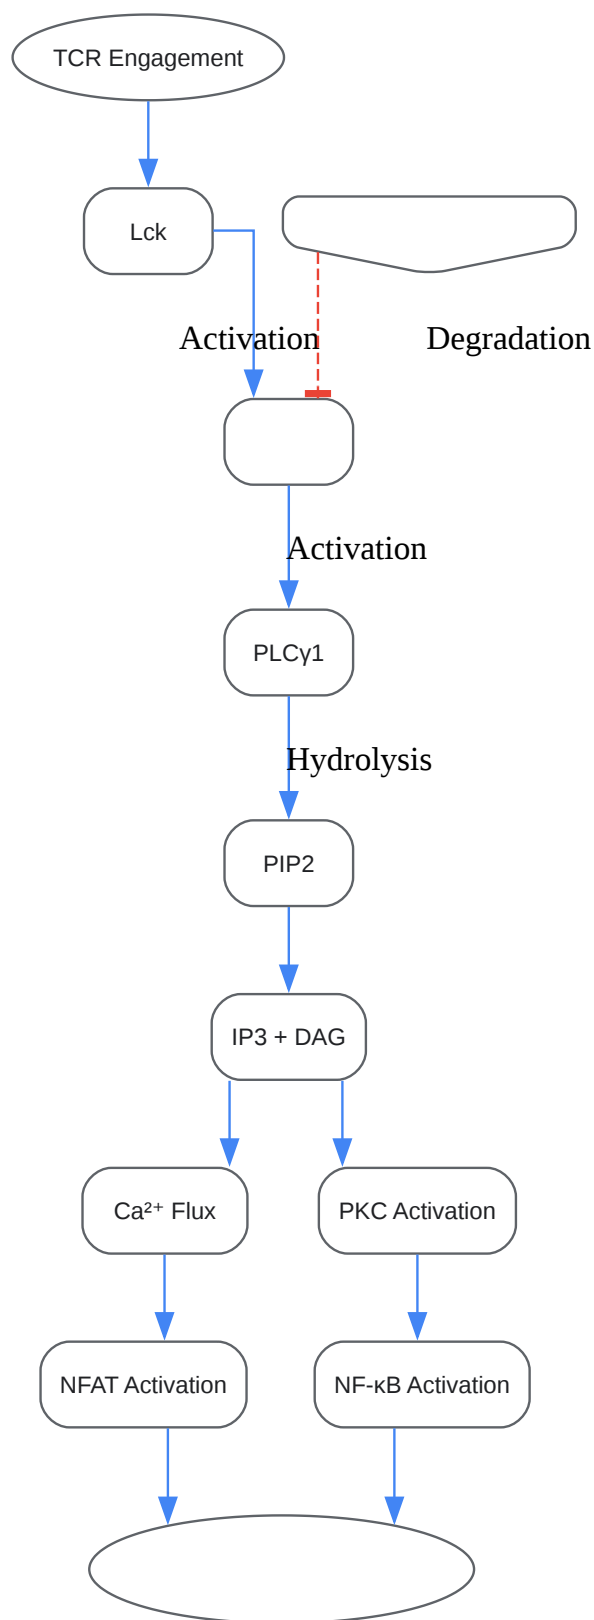 TCR Engagement
Lck
Activation
Degradation
Activation
PLCγ1
Hydrolysis
PIP2
IP3 + DAG
Ca²⁺ Flux
PKC Activation
NFAT Activation
NF-κB Activation